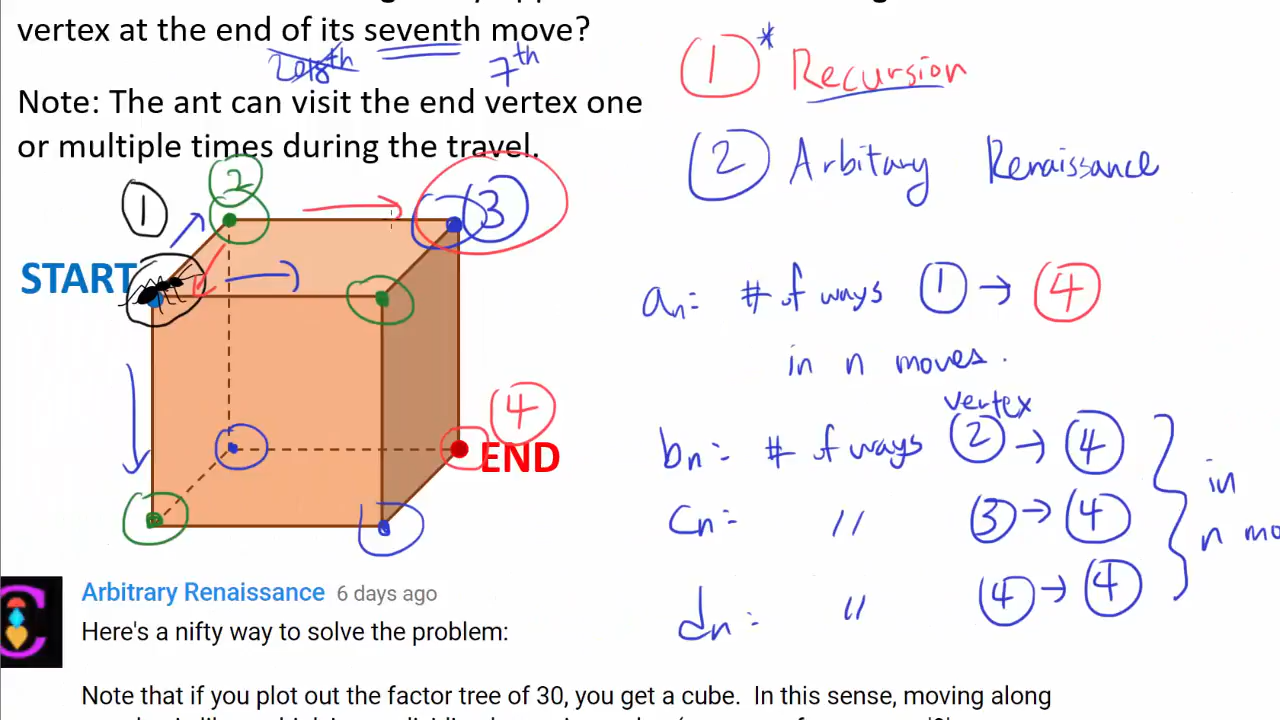 vertex at the end of its seventh move?
2018th 7th
Note: The ant can visit the end vertex one
or multiple times during the travel.
1* Recursion
2 Arbitary Renaissance
1 2 3
START
an = # of ways 1 → 4
in n moves.
4
END
vertex
bn = # of ways 2 → 4
cn = // 3 → 4
in
n mo
dn = // 4 → 4
Arbitrary Renaissance 6 days ago
Here's a nifty way to solve the problem:
Note that if you plot out the factor tree of 30, you get a cube. In this sense, moving along